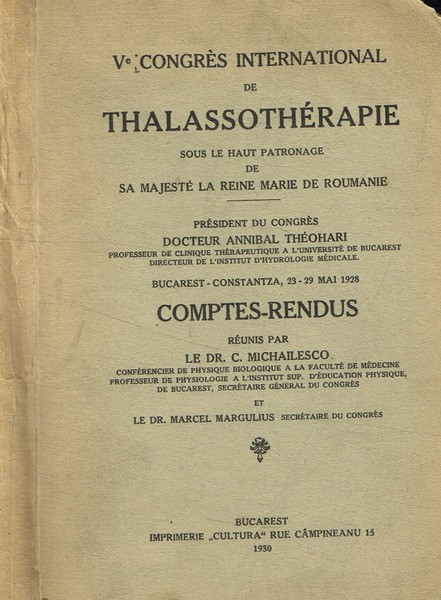 Ve CONGRÈS INTERNATIONAL
DE
THALASSOTHÉRAPIE
SOUS LE HAUT PATRONAGE
DE
SA MAJESTÉ LA REINE MARIE DE ROUMANIE
PRÉSIDENT DU CONGRÈS
DOCTEUR ANNIBAL THÉOHARI
PROFESSEUR DE CLINIQUE THÉRAPEUTIQUE A L'UNIVERSITÉ DE BUCAREST
DIRECTEUR DE L'INSTITUT D'HYDROLOGIE MÉDICALE.
BUCAREST - CONSTANTZA, 23-29 MAI 1928
COMPTES-RENDUS
RÉUNIS PAR
LE DR. C. MICHAILESCO
CONFÉRENCIER DE PHYSIQUE BIOLOGIQUE A LA FACULTÉ DE MÉDECINE
PROFESSEUR DE PHYSIOLOGIE A L'INSTITUT SUP. D'ÉDUCATION PHYSIQUE,
DE BUCAREST, SECRÉTAIRE GÉNERAL DU CONGRÈS
ET
LE DR. MARCEL MARGULIUS SECRÉTAIRE DU CONGRÈS
BUCAREST
IMPRIMERIE „CULTURA" RUE CÂMPINEANU 15
1930